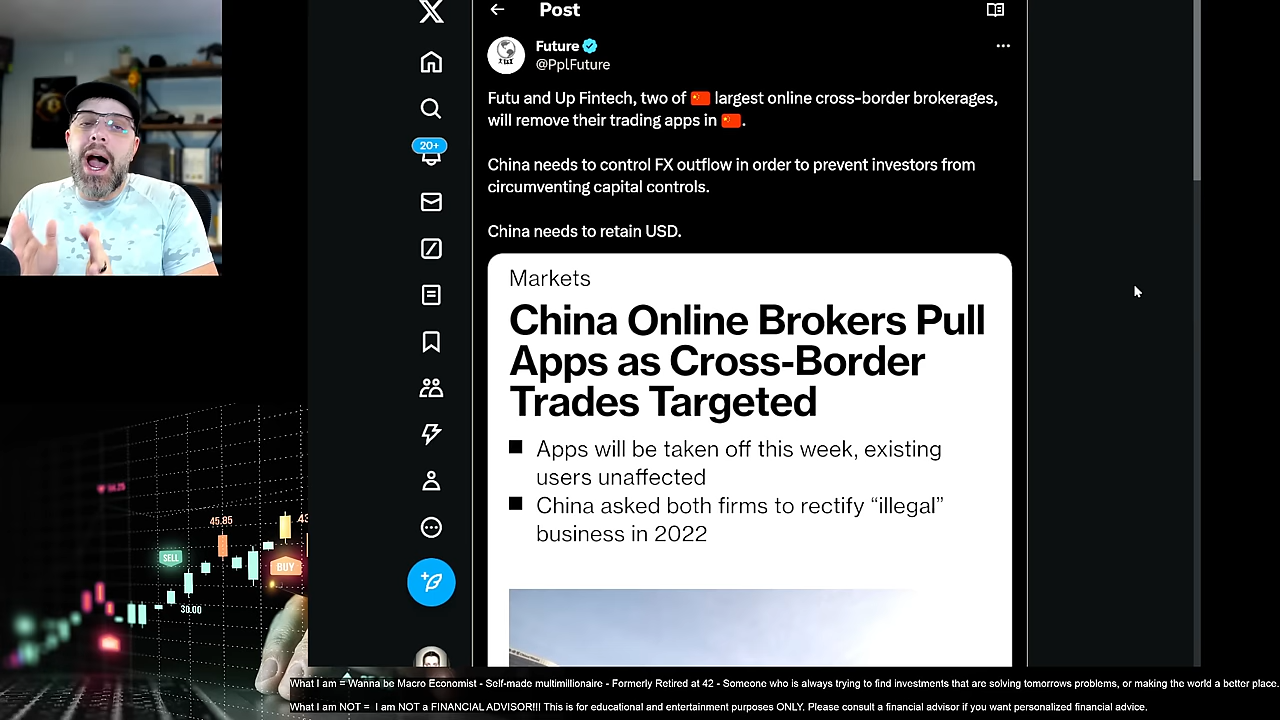 Post
Future
@PplFuture
Futu and Up Fintech, two of 🇨🇳 largest online cross-border brokerages,
will remove their trading apps in 🇨🇳.
China needs to control FX outflow in order to prevent investors from
circumventing capital controls.
China needs to retain USD.
20+
Markets
China Online Brokers Pull
Apps as Cross-Border
Trades Targeted
Apps will be taken off this week, existing
users unaffected
China asked both firms to rectify “illegal”
business in 2022
45.85
43
SELL
BUY
30.00
What I am = Wanna be Macro Economist - Self-made multimillionaire - Formerly Retired at 42 - Someone who is always trying to find investments that are solving tomorrows problems, or making the world a better place.
What I am NOT = I am NOT a FINANCIAL ADVISOR!!! This is for educational and entertainment purposes ONLY. Please consult a financial advisor if you want personalized financial advice.